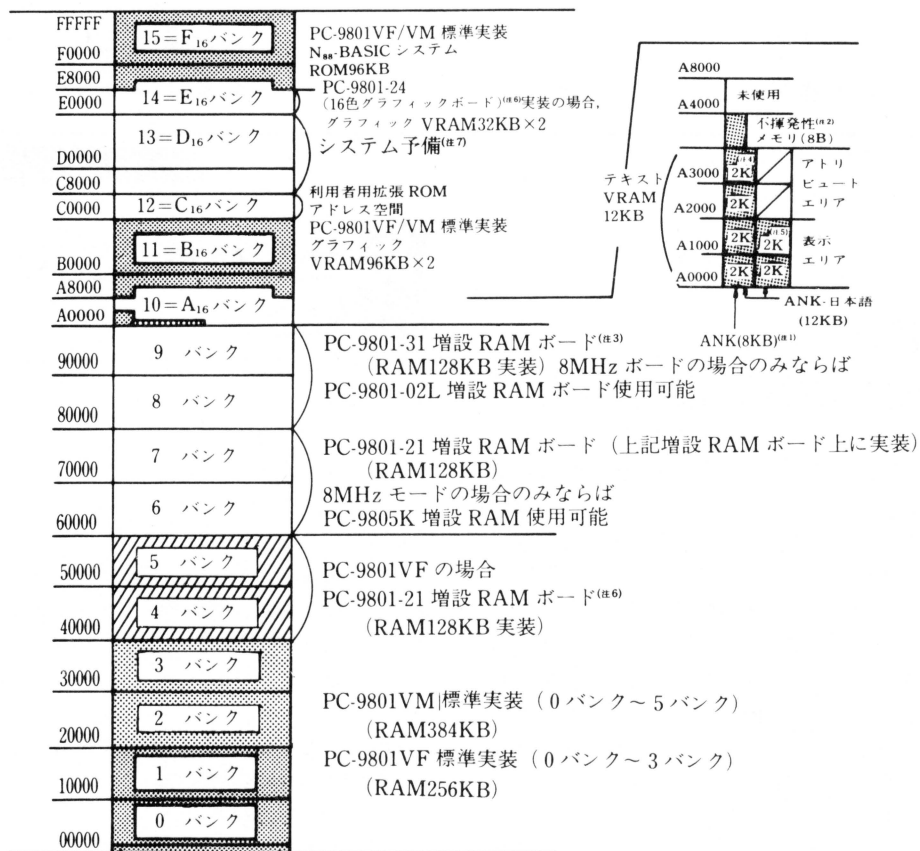 FFFFF
15=F₁₆バンク
F0000
E8000
E0000
14=E₁₆バンク
13=D₁₆バンク
D0000
C8000
C0000
12=C₁₆バンク
11=B₁₆バンク
B0000
A8000
10=A₁₆バンク
A0000
9 バンク
90000
8 バンク
80000
7 バンク
70000
6 バンク
60000
5 バンク
50000
4 バンク
40000
3 バンク
30000
2 バンク
20000
1 バンク
10000
0 バンク
00000
PC-9801VF/VM 標準実装
N₈₈-BASIC システム
ROM96KB
PC-9801-24
(16色グラフィックボード)(注6)実装の場合,
グラフィック VRAM32KB×2
システム予備(注7)
利用者用拡張 ROM
アドレス空間
PC-9801VF/VM 標準実装
グラフィック
VRAM96KB×2
PC-9801-31 増設 RAM ボード(注3)
(RAM128KB 実装) 8MHz ボードの場合のみならば
PC-9801-02L 増設 RAM ボード使用可能
PC-9801-21 増設 RAM ボード (上記増設 RAM ボード上に実装)
(RAM128KB)
8MHz モードの場合のみならば
PC-9805K 増設 RAM 使用可能
PC-9801VF の場合
PC-9801-21 増設 RAM ボード(注6)
(RAM128KB 実装)
PC-9801VM 標準実装 (0バンク~5バンク)
(RAM384KB)
PC-9801VF 標準実装 (0バンク~3バンク)
(RAM256KB)
A8000
未使用
A4000
不揮発性(注2)
メモリ(8B)
A3000
(注4)
2K
アトリ
ビュート
エリア
A2000
2K
テキスト
VRAM
12KB
A1000
2K
(注5)
2K
表示
エリア
A0000
2K
2K
ANK-日本語
(12KB)
ANK(8KB)(注1)